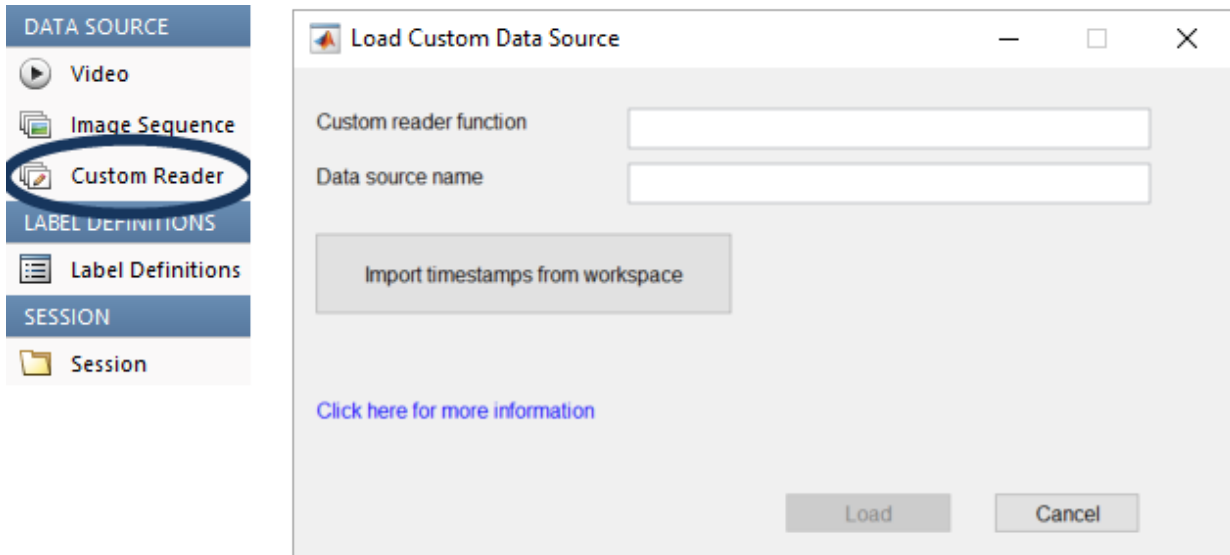 DATA SOURCE
Video
Image Sequence
Custom Reader
LABEL DEFINITIONS
Label Definitions
SESSION
Session
Load Custom Data Source
Custom reader function
Data source name
Import timestamps from workspace
Click here for more information
Load
Cancel